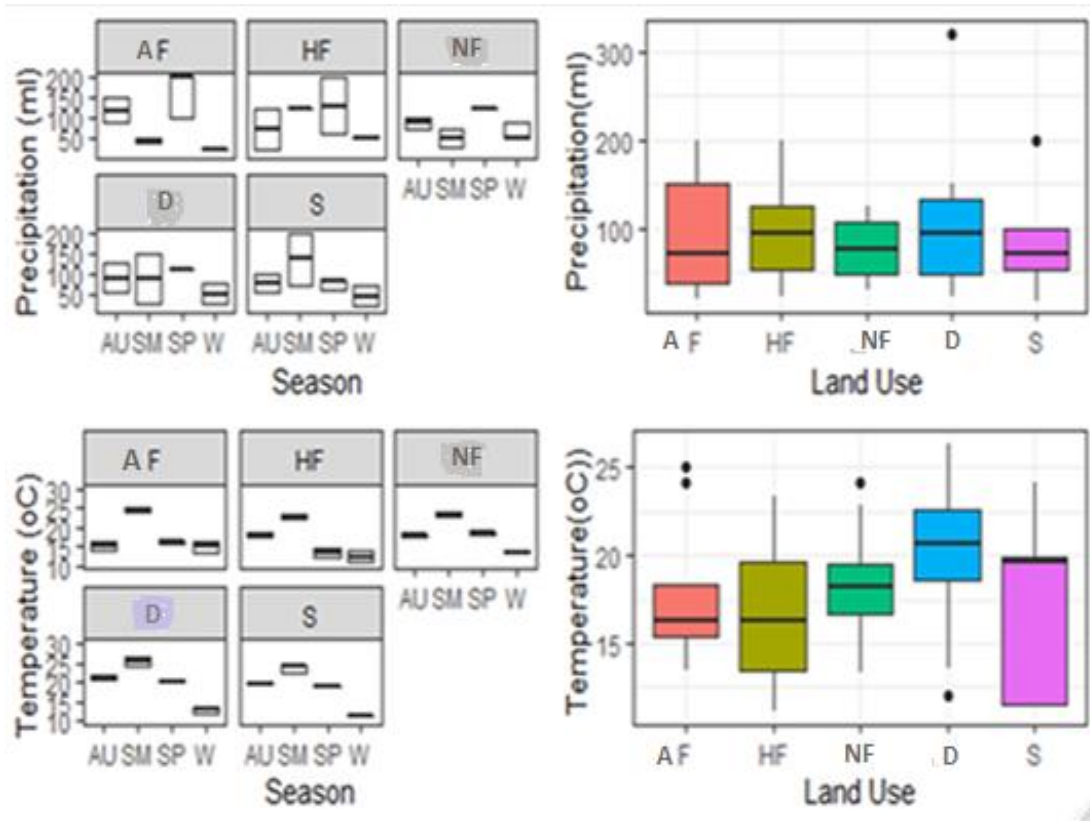 A F HF NF
Precipitation (ml)
200
150
100
50
AU SM SP W
D S
200
150
100
50
AU SM SP W AU SM SP W
Season
Precipitation(ml)
300
200
100
A F HF NF D S
Land Use
A F HF NF
Temperature (oC)
30
25
20
15
10
AU SM SP W
D S
30
25
20
15
10
AU SM SP W AU SM SP W
Season
Temperature(oC))
25
20
15
A F HF NF D S
Land Use